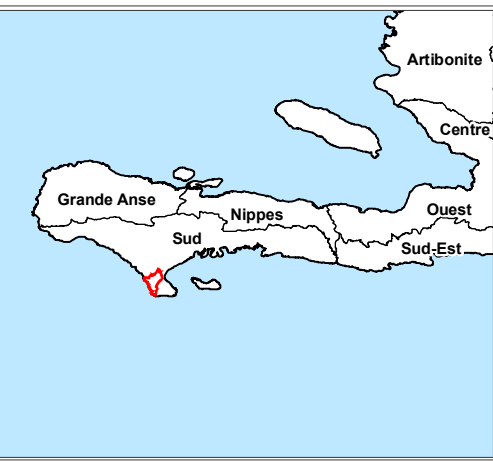 Artibonite
Centre
Grande Anse
Nippes
Ouest
Sud
Sud-Est